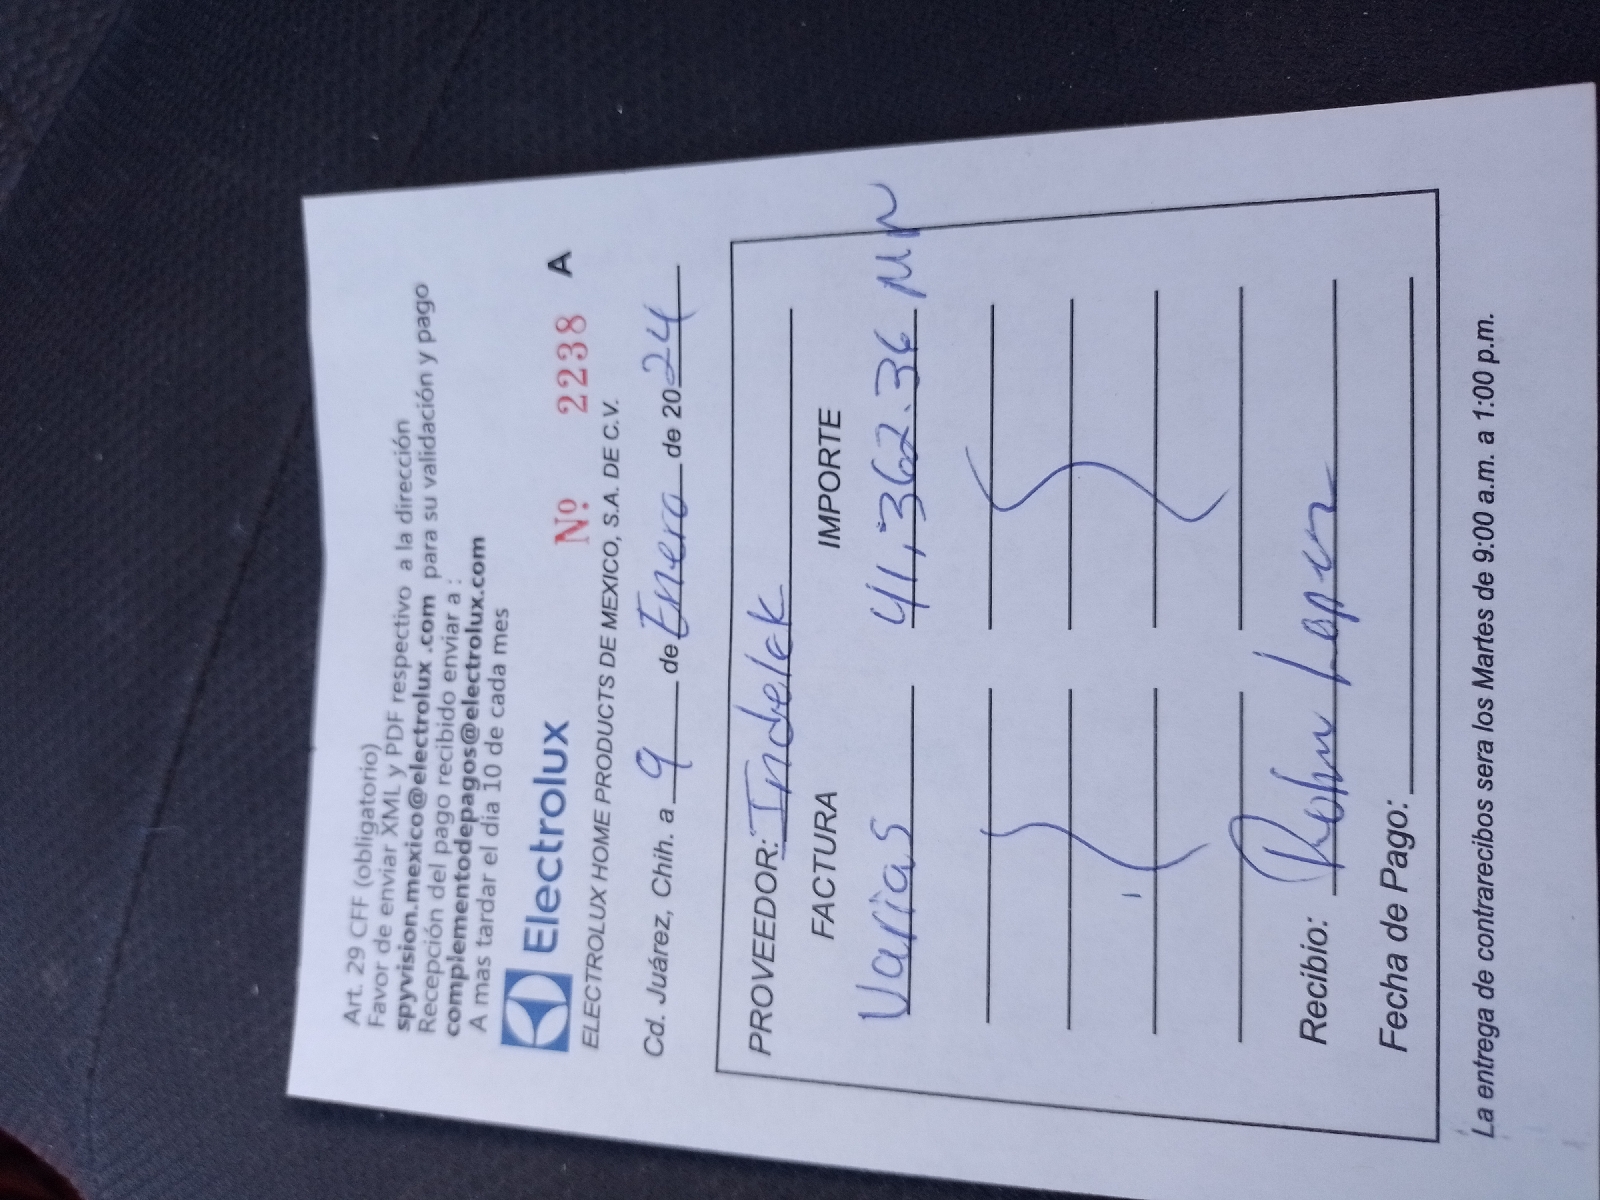 Art. 29 CFF (obligatorio)
Favor de enviar XML y PDF respectivo a la dirección
spyvision.mexico@electrolux .com para su validación y pago
Recepción del pago recibido enviar a :
complementodepagos@electrolux.com
A mas tardar el dia 10 de cada mes
Electrolux Nº 2238 A
ELECTROLUX HOME PRODUCTS DE MEXICO, S.A. DE C.V.
Cd. Juárez, Chih. a 9 de Enero de 2024
PROVEEDOR: Indelek
FACTURA IMPORTE
Varias 41,362.36 MN
Recibio: Lopez
Fecha de Pago:
La entrega de contrarecibos sera los Martes de 9:00 a.m. a 1:00 p.m.